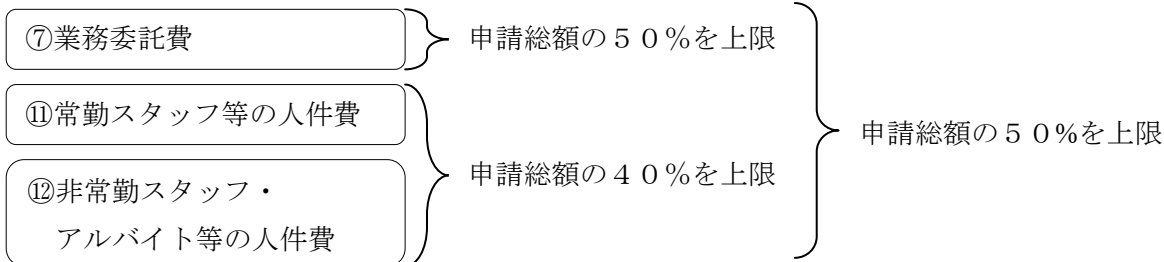 ⑦業務委託費
申請総額の５０％を上限
⑪常勤スタッフ等の人件費
申請総額の５０%を上限
申請総額の４０％を上限
⑫非常勤スタッフ・
アルバイト等の人件費